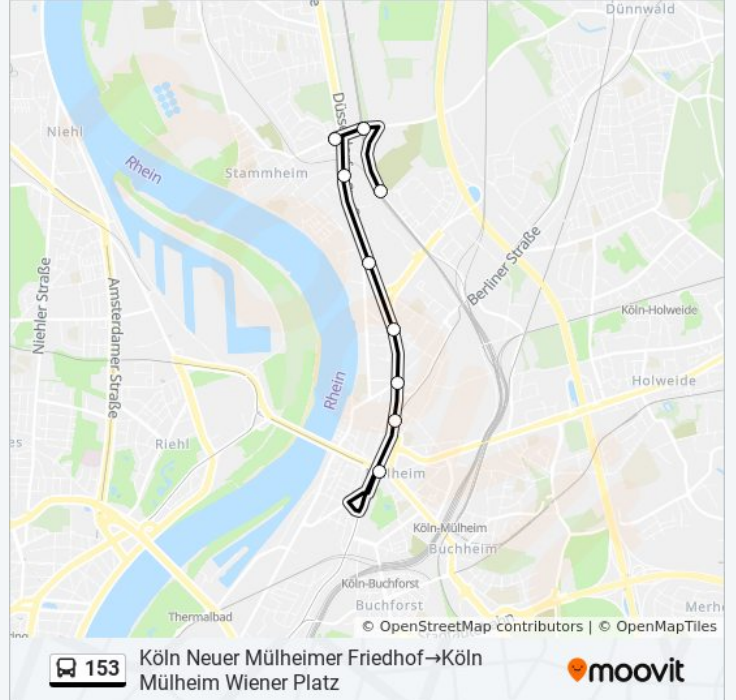 Dünnwald
Niehl
Düss
Rhein
Stammheim
Berliner Straße
Niehler Straße
Amsterdamer Straße
Köln-Holweide
Holweide
Rhein
es
Riehl
lheim
Köln-Mülheim
Buchheim
Köln-Buchforst
Buchforst
Merhe
Thermalbad
ring
© OpenStreetMap contributors | © OpenMapTiles
153
Köln Neuer Mülheimer Friedhof→Köln
Mülheim Wiener Platz
moovit